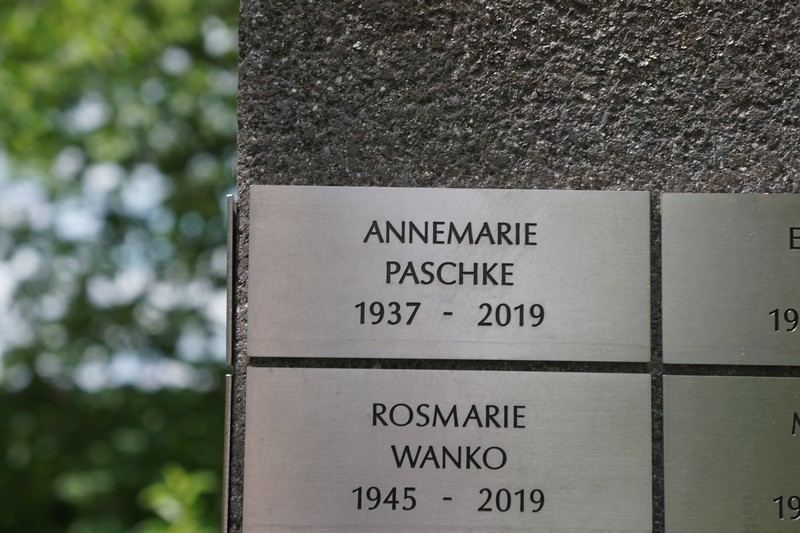 ANNEMARIE
PASCHKE
1937 - 2019
ROSMARIE
WANKO
1945 - 2019